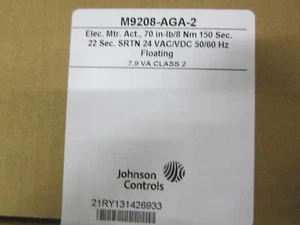 M9208-AGA-2
Elec. Mtr. Act., 70 in-lb/8 Nm 150 Sec.
22 Sec. SRTN 24 VAC/VDC 50/60 Hz
Floating
7.9 VA CLASS 2
Johnson
Controls
21RY131426933